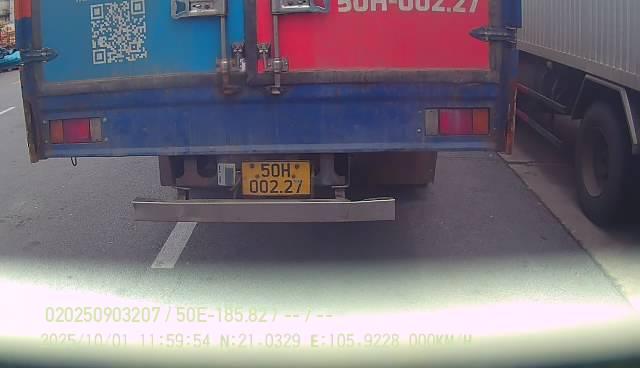 50H-002.27
50H
002.27
020250903207 / 50E-185.82 / -- / --
2025/10/01 11:59:54 N:21.0329 E:105.9228 000KM/H